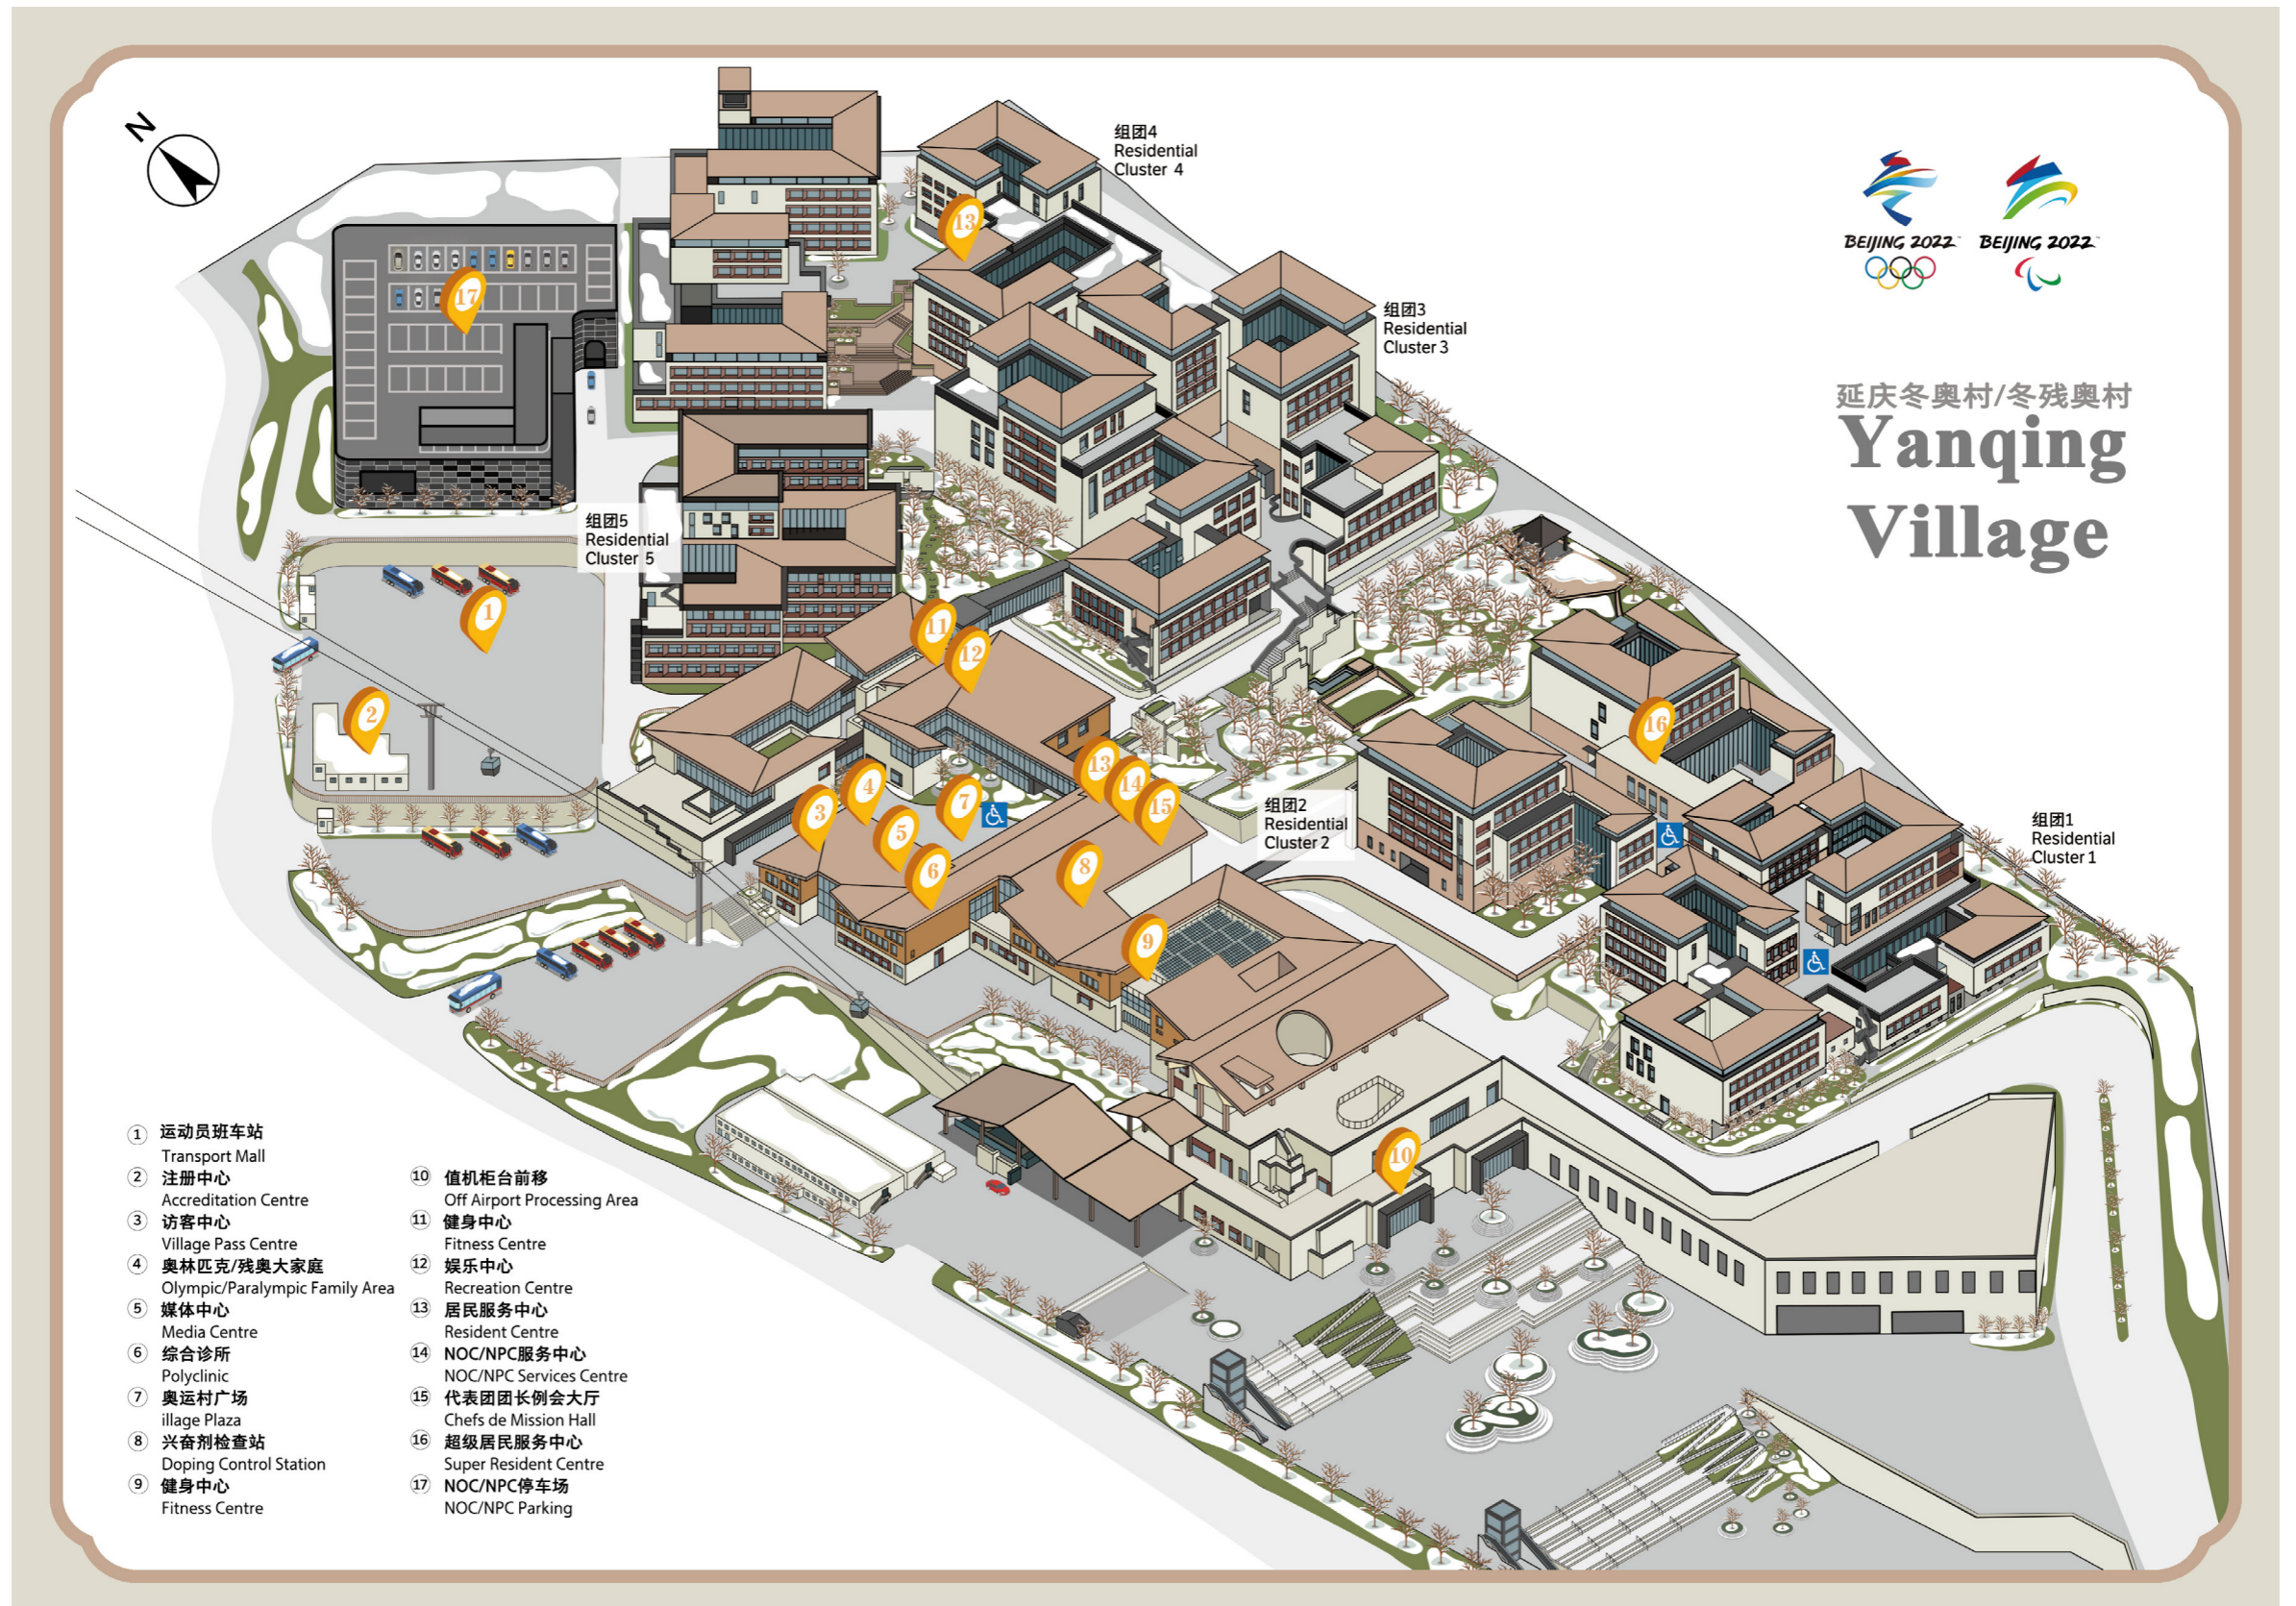 N
组团4
Residential
Cluster 4
BEIJING 2022
BEIJING 2022
组团3
Residential
Cluster 3
延庆冬奥村/冬残奥村
Yanqing
Village
组团5
Residential
Cluster 5
组团2
Residential
Cluster 2
组团1
Residential
Cluster 1
13
17
1
11
12
2
16
3
4
5
6
7
13
14
15
8
9
10
1 运动员班车站
Transport Mall
2 注册中心
Accreditation Centre
3 访客中心
Village Pass Centre
4 奥林匹克/残奥大家庭
Olympic/Paralympic Family Area
5 媒体中心
Media Centre
6 综合诊所
Polyclinic
7 奥运村广场
illage Plaza
8 兴奋剂检查站
Doping Control Station
9 健身中心
Fitness Centre
10 值机柜台前移
Off Airport Processing Area
11 健身中心
Fitness Centre
12 娱乐中心
Recreation Centre
13 居民服务中心
Resident Centre
14 NOC/NPC服务中心
NOC/NPC Services Centre
15 代表团团长例会大厅
Chefs de Mission Hall
16 超级居民服务中心
Super Resident Centre
17 NOC/NPC停车场
NOC/NPC Parking